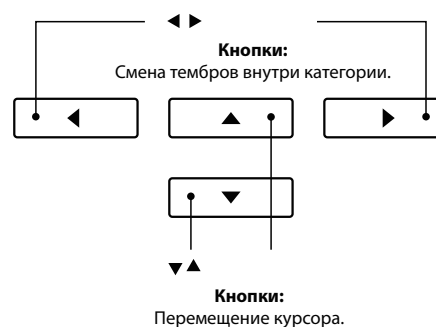 ◀ ▶
Кнопки:
Смена тембров внутри категории.
◀ ▲ ▶
▼
▼▲
Кнопки:
Перемещение курсора.